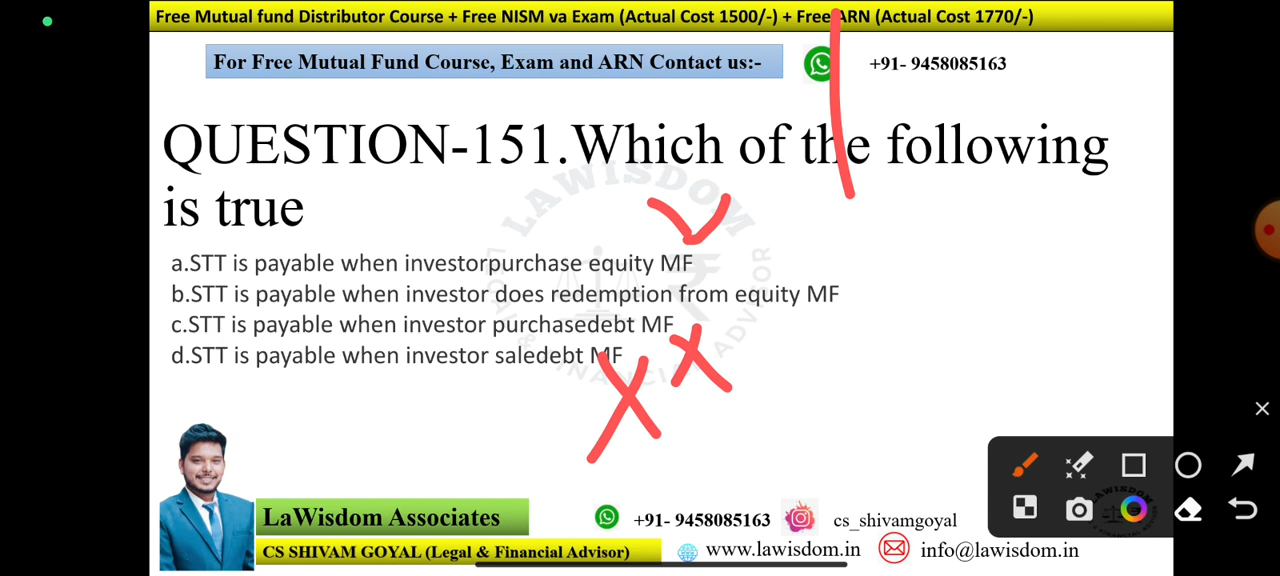 Free Mutual fund Distributor Course + Free NISM va Exam (Actual Cost 1500/-) + Free ARN (Actual Cost 1770/-)
For Free Mutual Fund Course, Exam and ARN Contact us:- +91- 9458085163
QUESTION-151.Which of the following
is true
a.STT is payable when investorpurchase equity MF
b.STT is payable when investor does redemption from equity MF
c.STT is payable when investor purchasedebt MF
d.STT is payable when investor saledebt MF
LAWISDOM
LEGAL & FINANCIAL ADVISOR
LaWisdom Associates +91- 9458085163 cs_shivamgoyal
CS SHIVAM GOYAL (Legal & Financial Advisor) www.lawisdom.in info@lawisdom.in